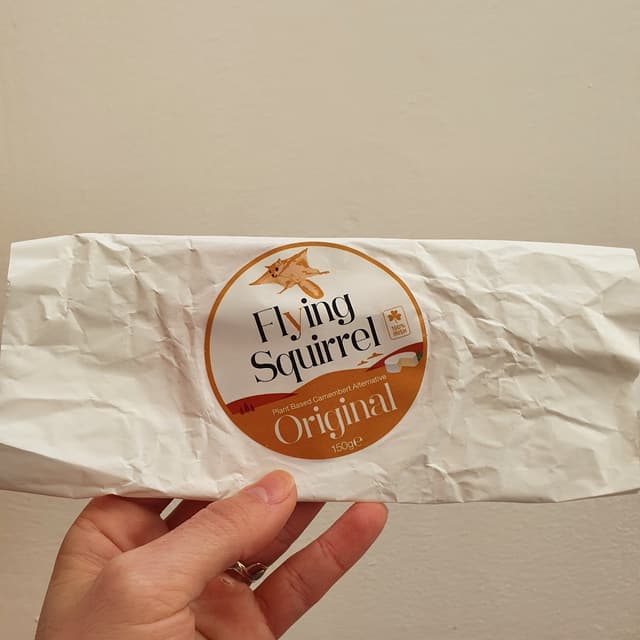 Flying
Squirrel
100%
IRISH
Plant Based Camembert Alternative
Original
150g℮